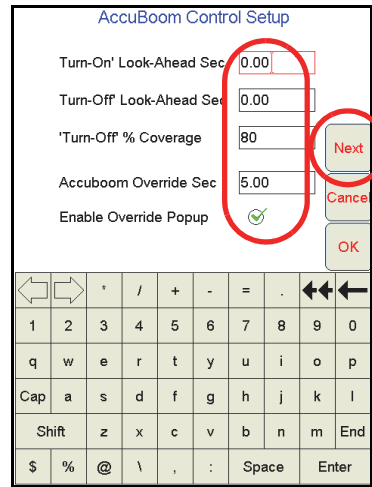 AccuBoom Control Setup
Turn-On' Look-Ahead Sec 0.00
Turn-Off' Look-Ahead Sec 0.00
'Turn-Off' % Coverage 80
Next
Accuboom Override Sec 5.00
Cancel
Enable Override Popup
OK
* / + - = .
1 2 3 4 5 6 7 8 9 0
q w e r t y u i o p
Cap a s d f g h j k l
Shift z x c v b n m End
$ % @ \ , : Space Enter